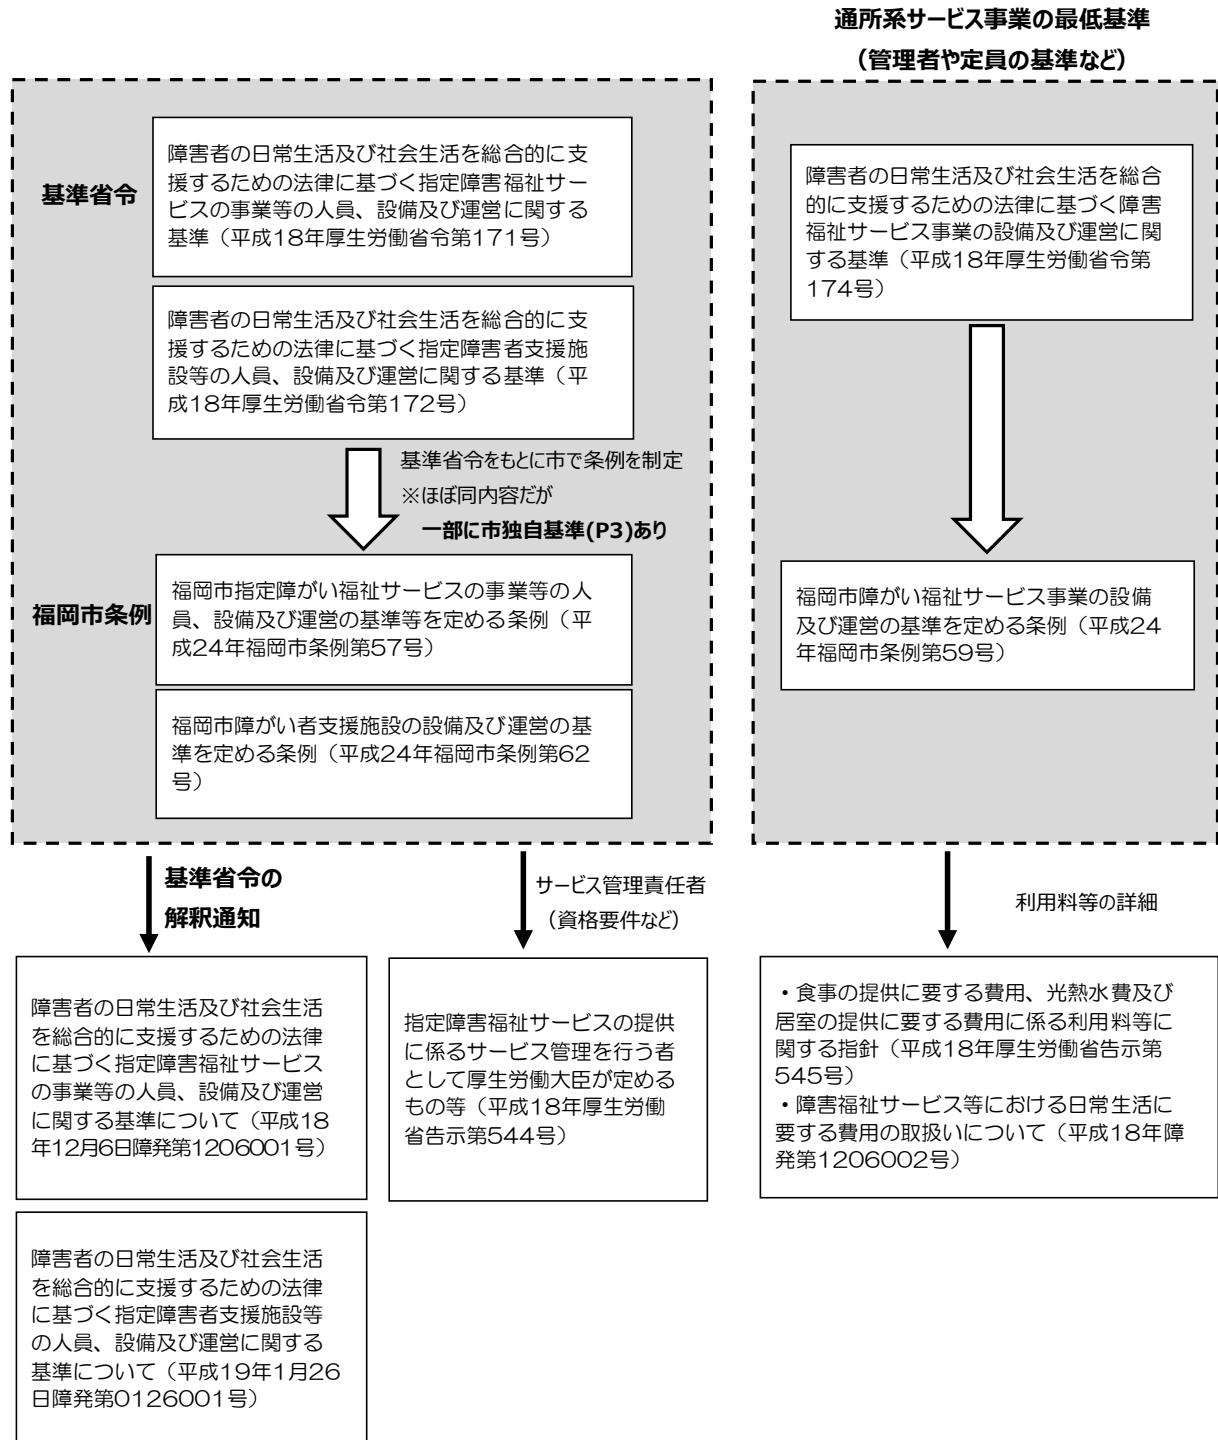 通所系サービス事業の最低基準
（管理者や定員の基準など）
基準省令
障害者の日常生活及び社会生活を総合的に支
援するための法律に基づく指定障害福祉サー
ビスの事業等の人員、設備及び運営に関する
基準（平成18年厚生労働省令第171号）
障害者の日常生活及び社会生活を総合的に支
援するための法律に基づく指定障害者支援施
設等の人員、設備及び運営に関する基準（平
成18年厚生労働省令第172号）
基準省令をもとに市で条例を制定
※ほぼ同内容だが
一部に市独自基準(P3)あり
福岡市条例
福岡市指定障がい福祉サービスの事業等の人
員、設備及び運営の基準等を定める条例（平
成24年福岡市条例第57号）
福岡市障がい者支援施設の設備及び運営の基
準を定める条例（平成24年福岡市条例第62
号）
障害者の日常生活及び社会生活を総合
的に支援するための法律に基づく障害
福祉サービス事業の設備及び運営に関
する基準（平成18年厚生労働省令第
174号）
福岡市障がい福祉サービス事業の設備
及び運営の基準を定める条例（平成24
年福岡市条例第59号）
基準省令の
解釈通知
サービス管理責任者
（資格要件など）
利用料等の詳細
障害者の日常生活及び社会生活
を総合的に支援するための法律
に基づく指定障害福祉サービス
の事業等の人員、設備及び運営
に関する基準について（平成18
年12月6日障発第1206001号）
障害者の日常生活及び社会生活
を総合的に支援するための法律
に基づく指定障害者支援施設等
の人員、設備及び運営に関する
基準について（平成19年1月26
日障発第0126001号）
指定障害福祉サービスの提供
に係るサービス管理を行う者
として厚生労働大臣が定める
もの等（平成18年厚生労働
省告示第544号）
・食事の提供に要する費用、光熱水費及び
居室の提供に要する費用に係る利用料等に
関する指針（平成18年厚生労働省告示第
545号）
・障害福祉サービス等における日常生活に
要する費用の取扱いについて（平成18年障
発第1206002号）